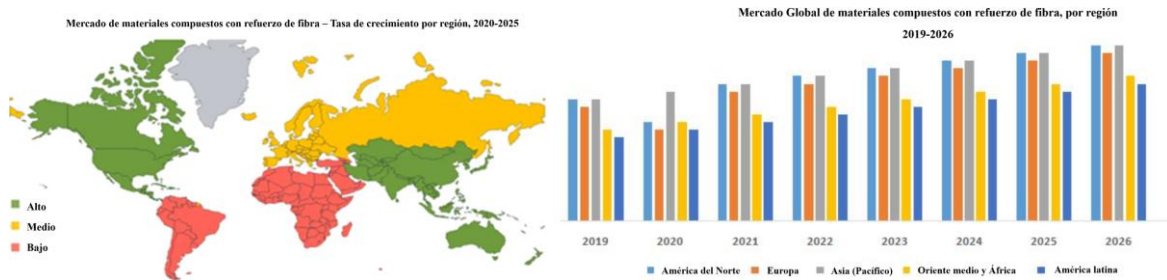 Mercado de materiales compuestos con refuerzo de fibra – Tasa de crecimiento por región, 2020-2025
Alto
Medio
Bajo
Mercado Global de materiales compuestos con refuerzo de fibra, por región
2019-2026
2019 2020 2021 2022 2023 2024 2025 2026
América del Norte Europa Asia (Pacífico) Oriente medio y África América latina